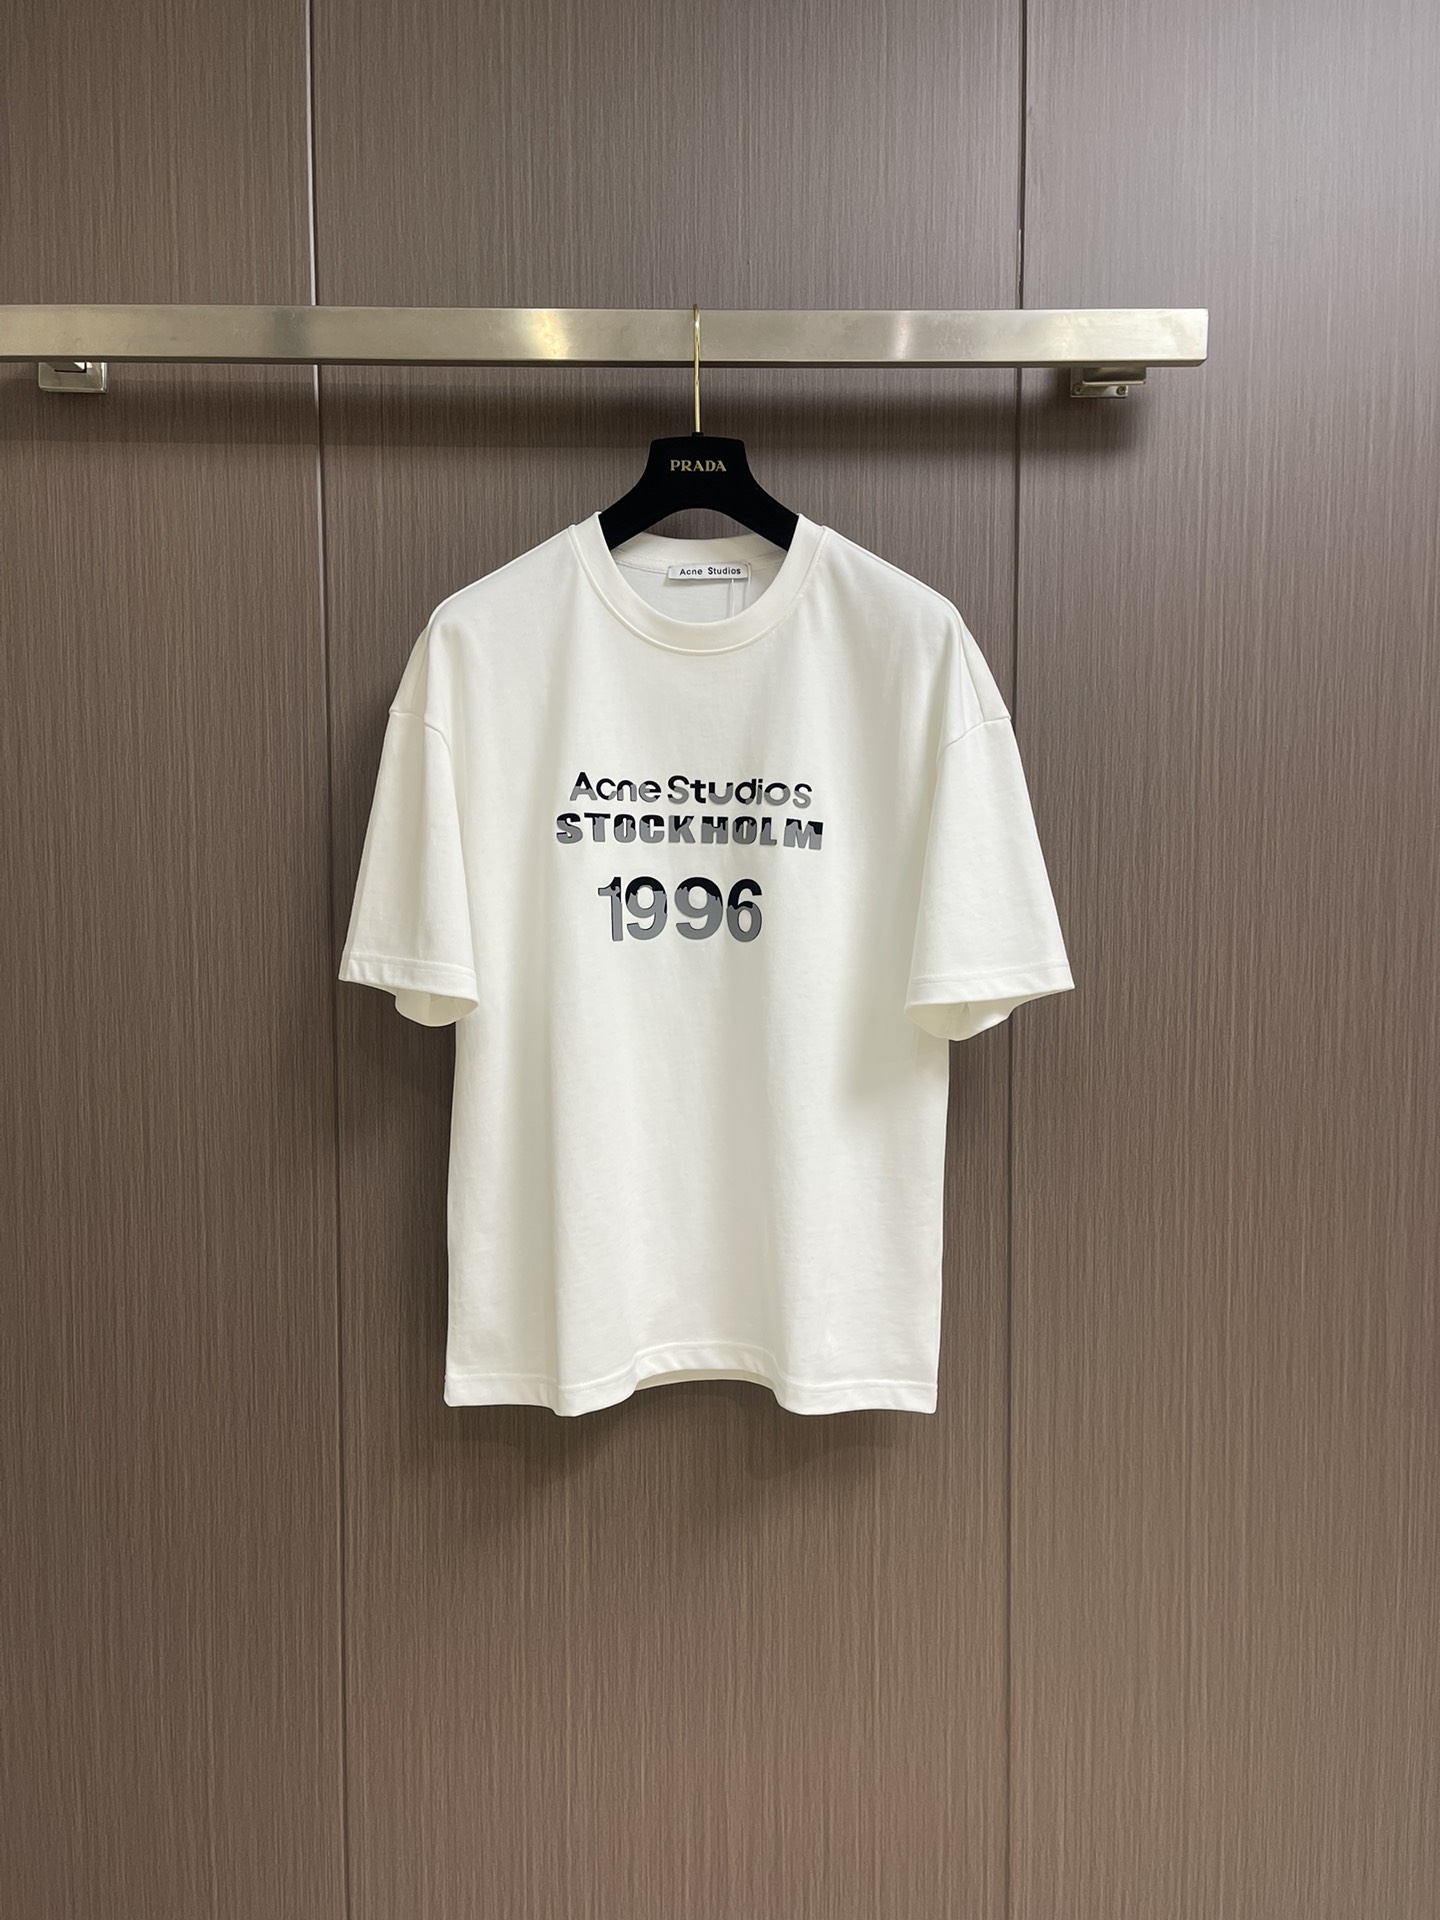 PRADA
Acne Studios
Acne Studios
STOCKHOLM
1996